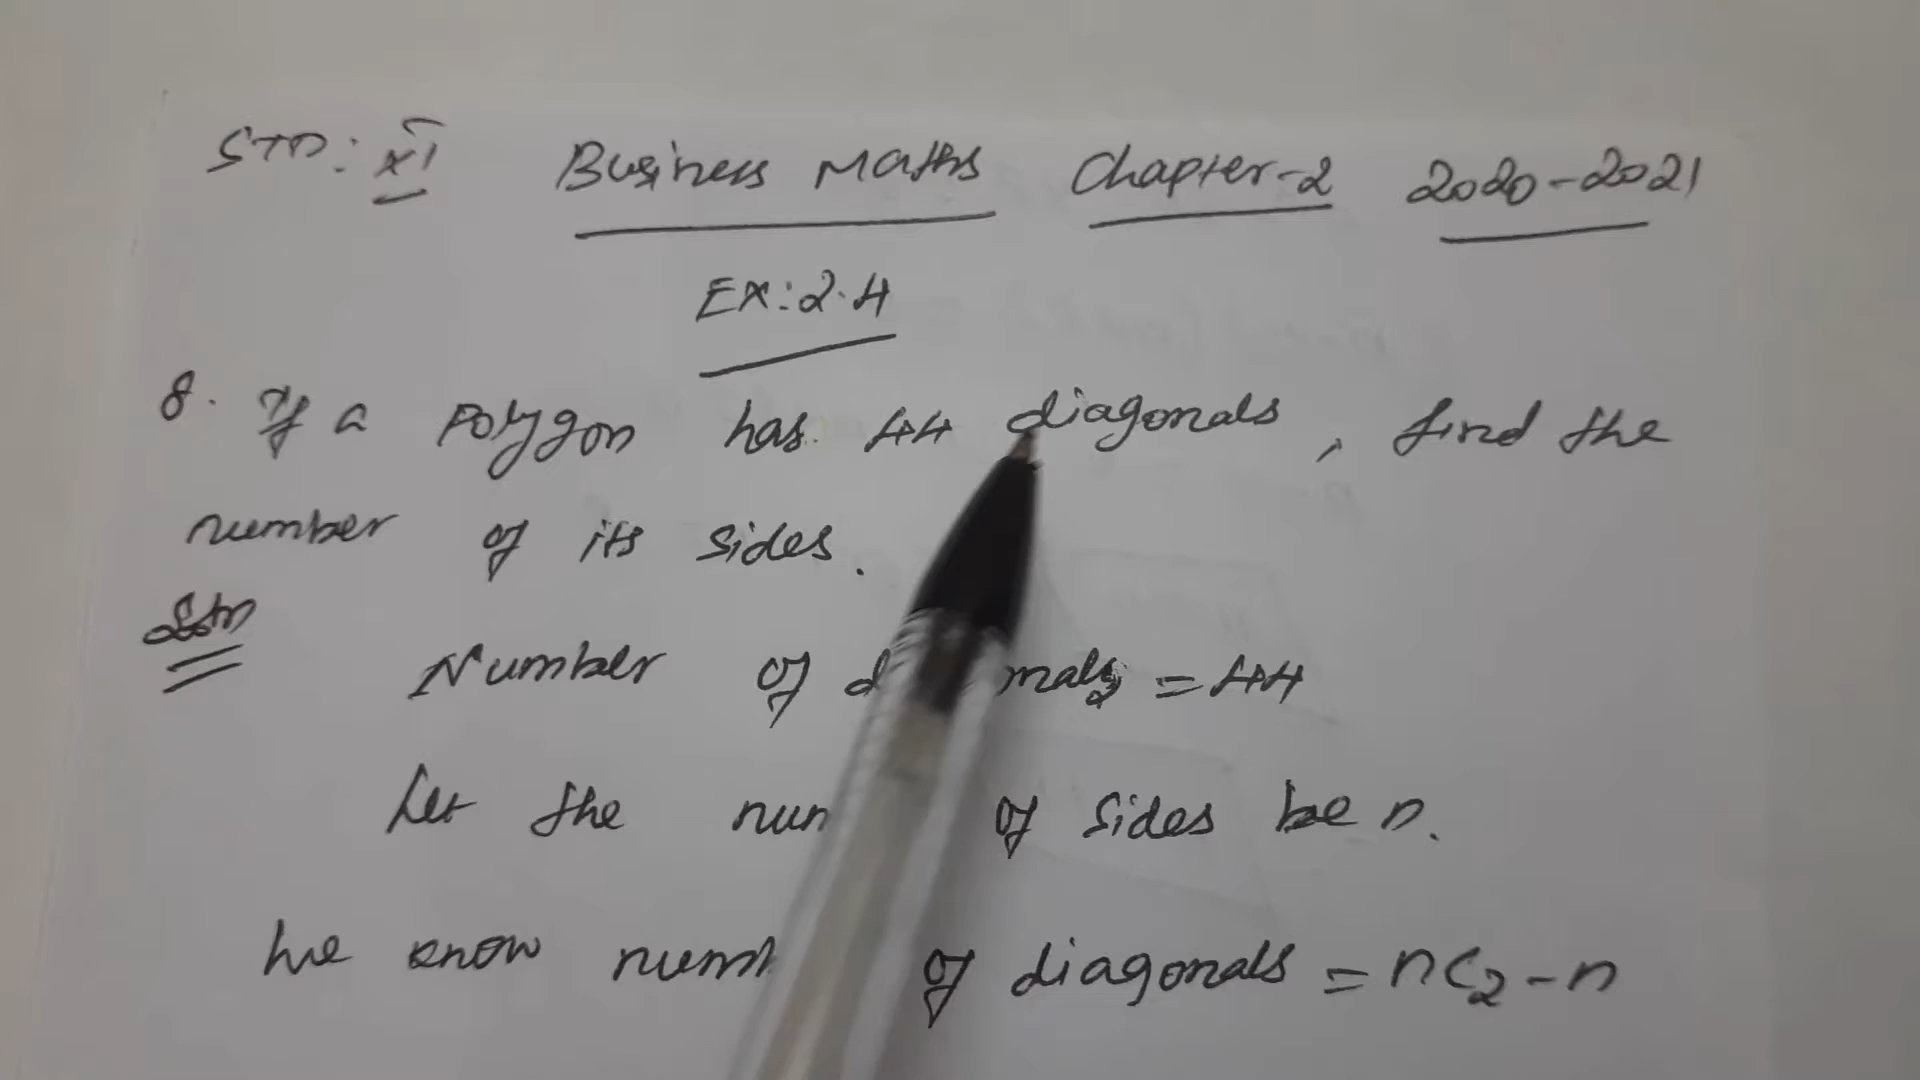 STD: XI Business Maths Chapter-2 2020-2021
EX: 2.4
8. If a Polygon has 44 diagonals, find the
number of its sides.
Soln
Number of d mals = 44
Let the num of sides be n.
We know numb of diagonals = nC2 - n